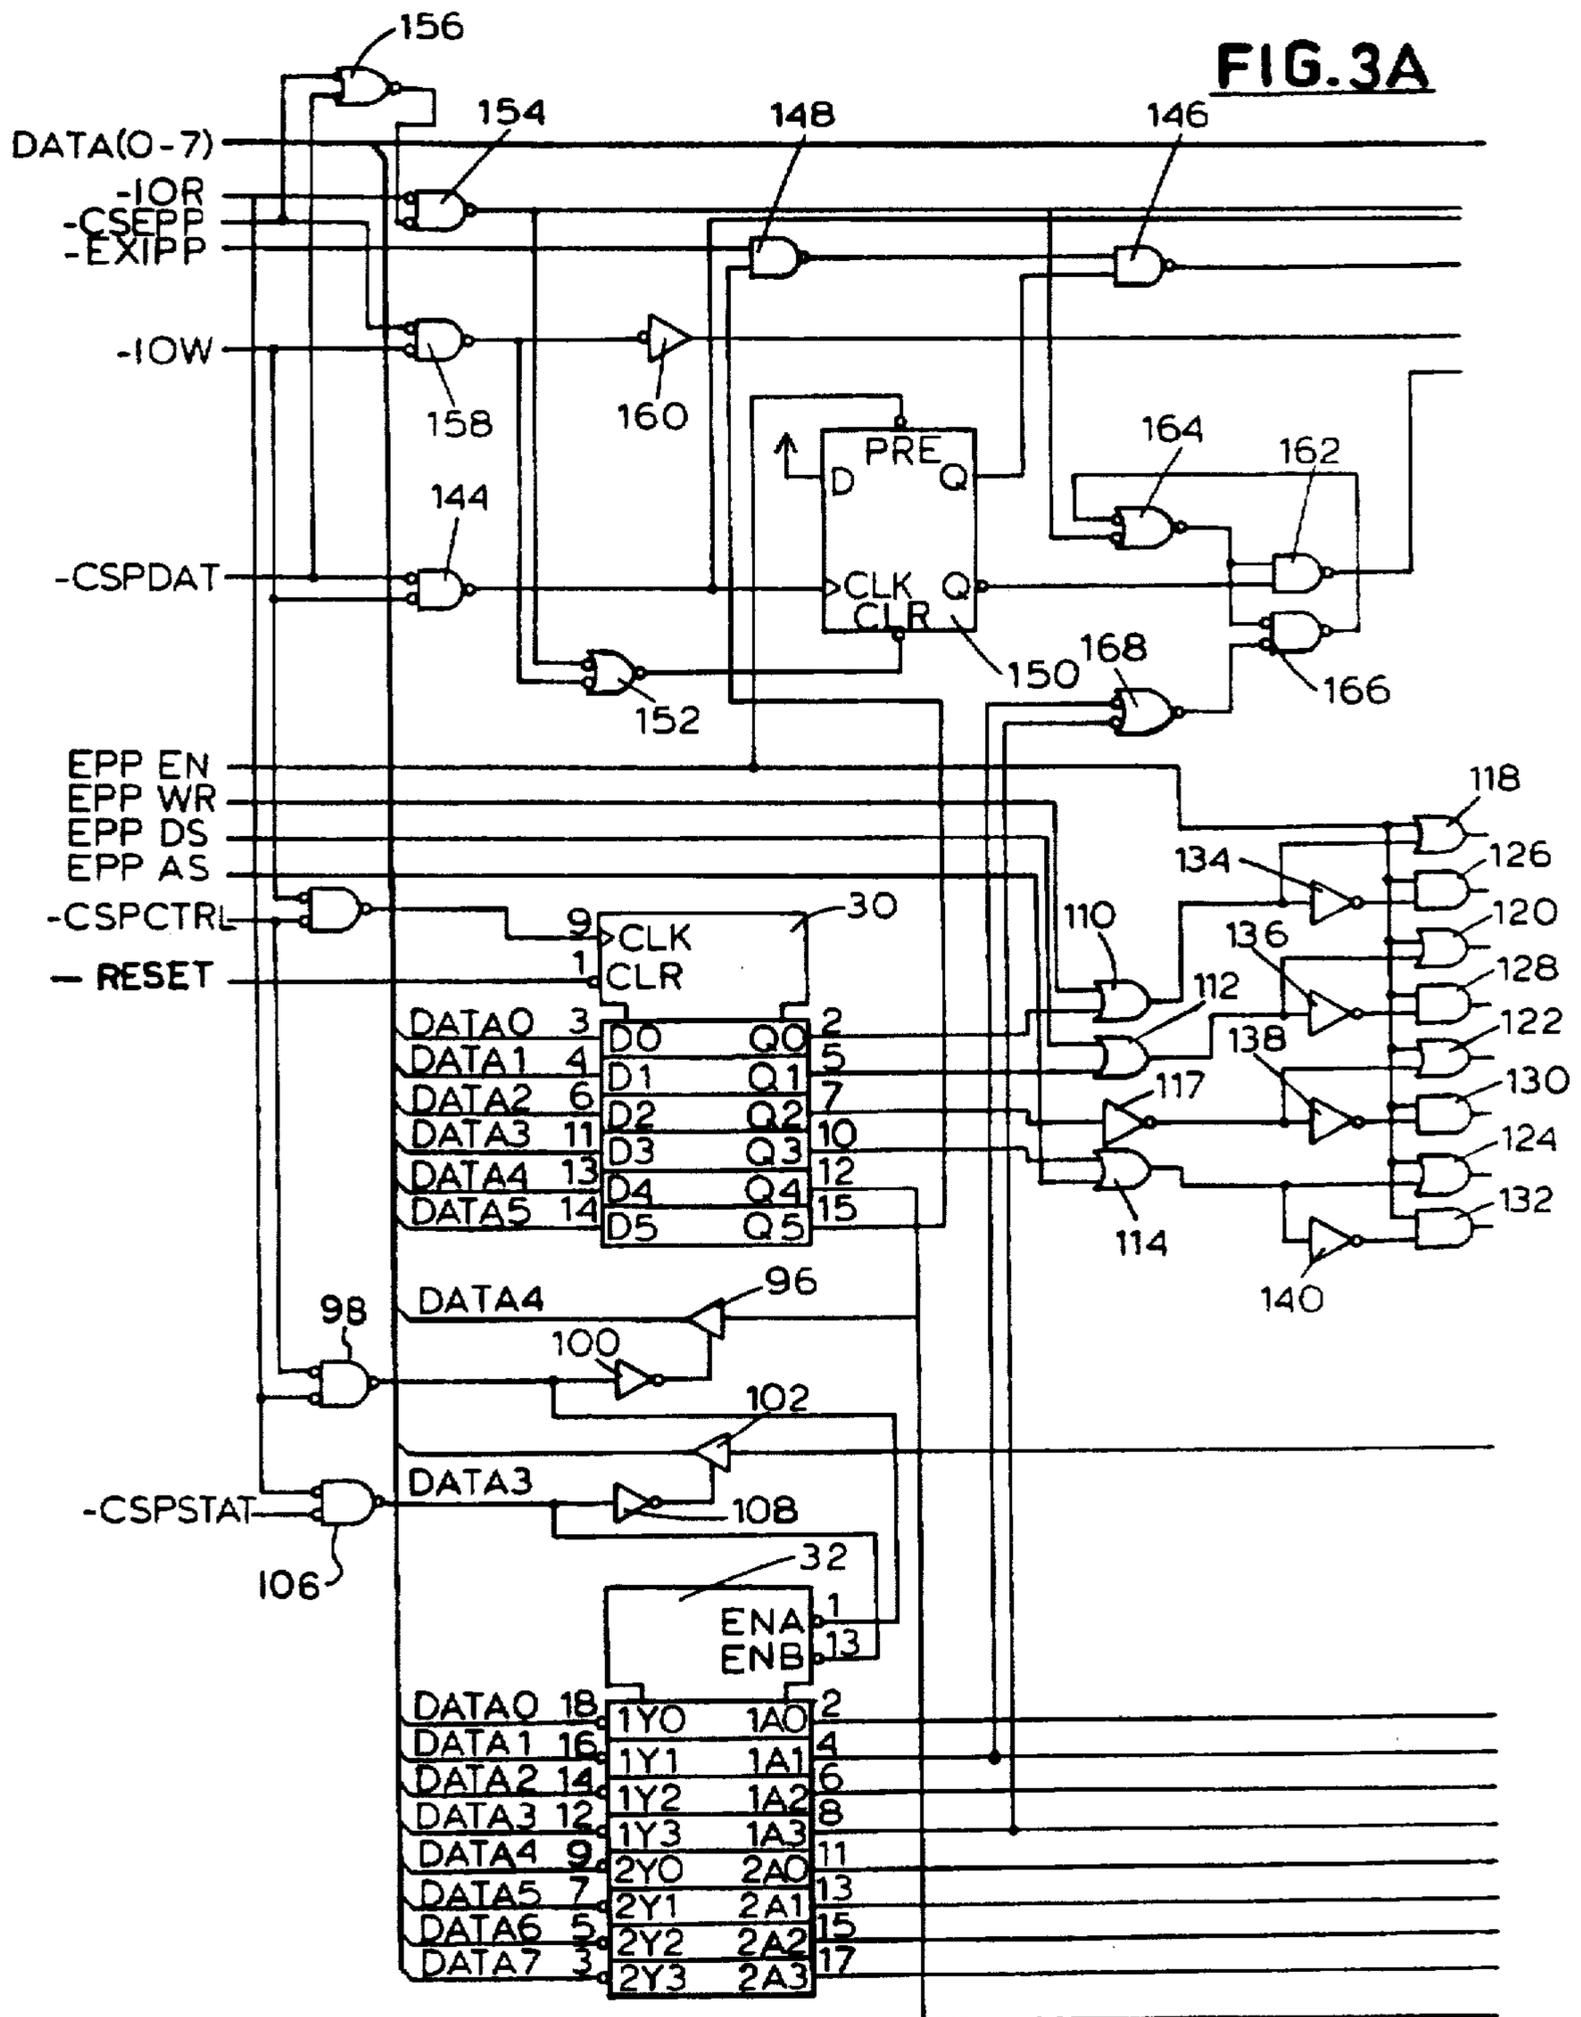 156
FIG.3A
154
148
146
DATA(0-7)
-IOR
-CSEPP
-EXIPP
-IOW
158
160
164
162
PRE
D
Q
144
-CSPDAT
CLK
Q
CLR
150
168
166
152
EPP EN
EPP WR
EPP DS
EPP AS
118
134
126
-CSPCTRL
9
CLK
30
110
136
120
- RESET
1
CLR
112
128
DATA0 3 D0 Q0 2
138
122
DATA1 4 D1 Q1 5
117
130
DATA2 6 D2 Q2 7
DATA3 11 D3 Q3 10
124
DATA4 13 D4 Q4 12
132
DATA5 14 D5 Q5 15
114
140
96
98
DATA4
100
102
DATA3
-CSPSTAT
108
106
32
ENA 1
ENB 13
DATA0 18 1Y0 1A0 2
DATA1 16 1Y1 1A1 4
DATA2 14 1Y2 1A2 6
DATA3 12 1Y3 1A3 8
DATA4 9 2Y0 2A0 11
DATA5 7 2Y1 2A1 13
DATA6 5 2Y2 2A2 15
DATA7 3 2Y3 2A3 17